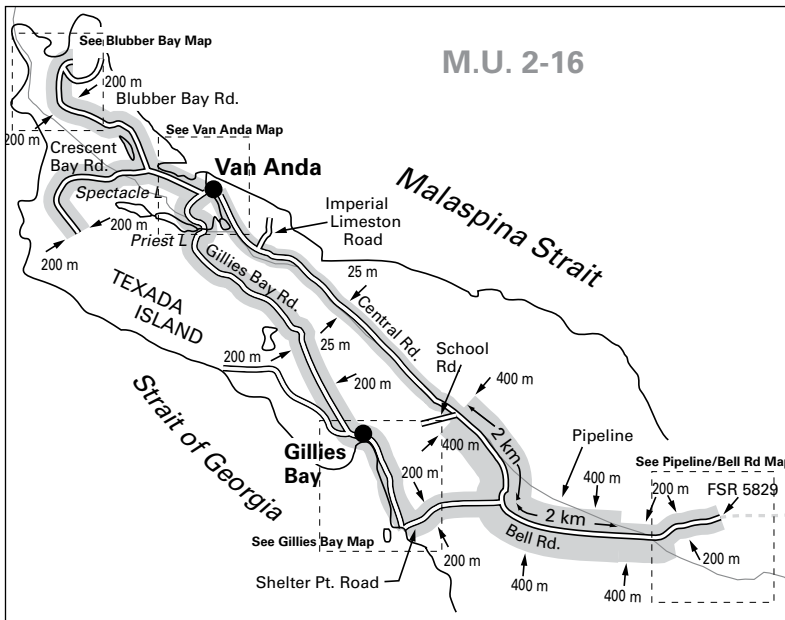 See Blubber Bay Map
M.U. 2-16
200 m
Blubber Bay Rd.
See Van Anda Map
200 m
Crescent
Bay Rd.
Van Anda
Spectacle L
Imperial
Limeston
Road
Malaspina Strait
200 m
Priest L
200 m
Gillies Bay Rd.
25 m
TEXADA
ISLAND
Central Rd.
25 m
School
Rd.
200 m
200 m
400 m
Strait of Georgia
2 km
Gillies
Bay
400 m
Pipeline
See Pipeline/Bell Rd Map
200 m
400 m
200 m
FSR 5829
2 km
Bell Rd.
See Gillies Bay Map
200 m
200 m
Shelter Pt. Road
400 m
400 m